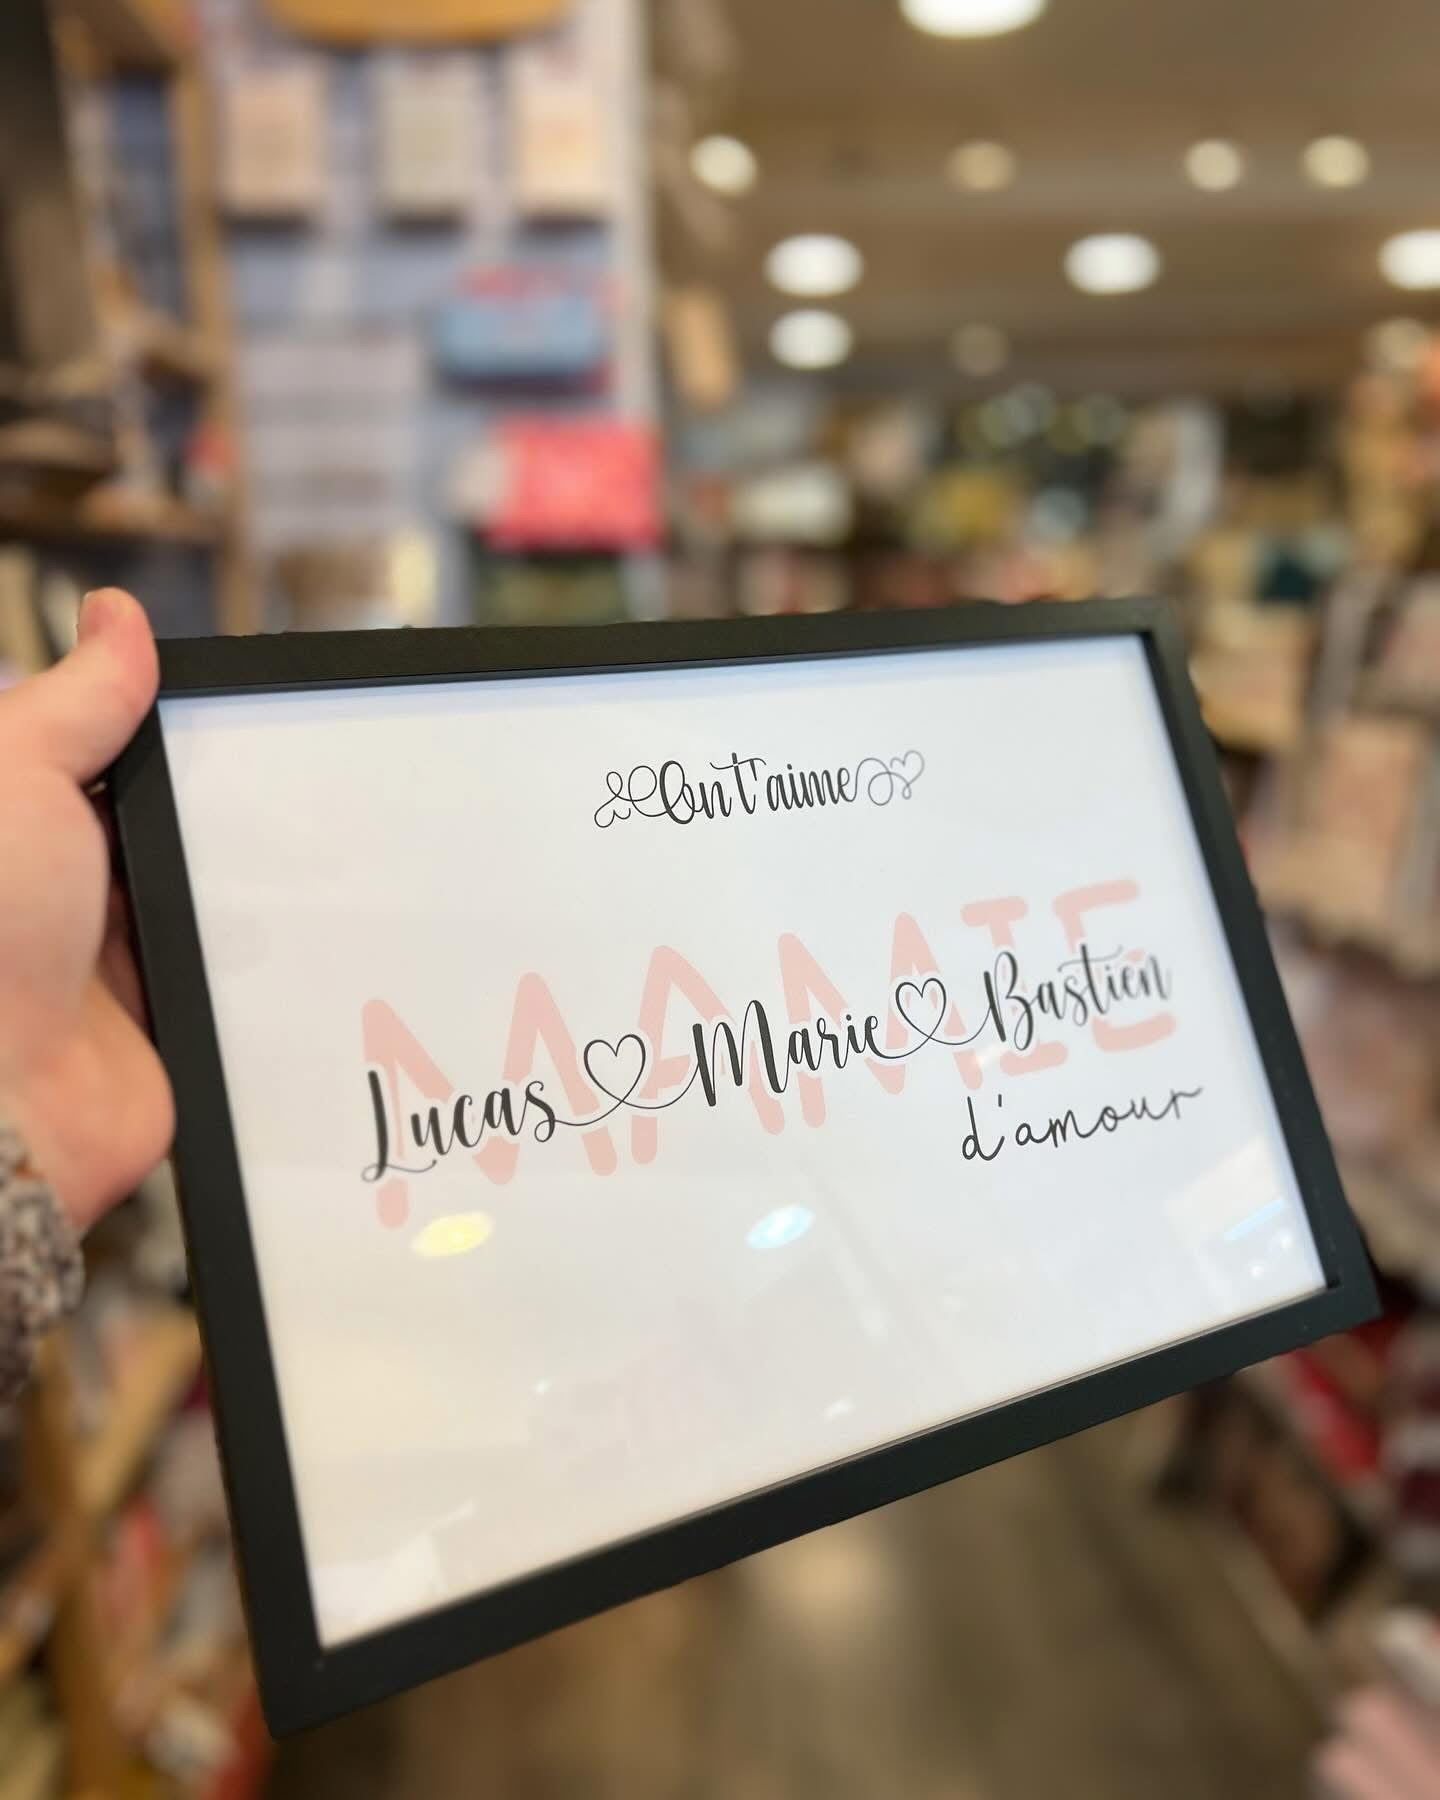 On t'aime
MAMIE
Lucas Marie Bastien
d'amour